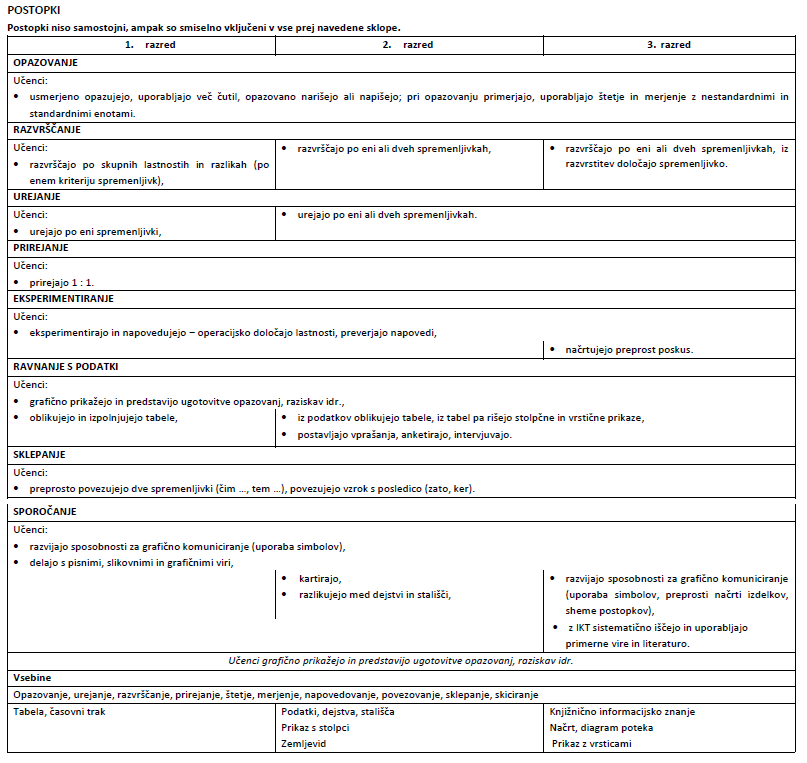 POSTOPKI
Postopki niso samostojni, ampak so smiselno vključeni v vse prej navedene sklope.
1. razred 2. razred 3. razred
OPAZOVANJE
Učenci:
• usmerjeno opazujejo, uporabljajo več čutil, opazovano narišejo ali napišejo; pri opazovanju primerjajo, uporabljajo štetje in merjenje z nestandardnimi in
standardnimi enotami.
RAZVRŠČANJE
Učenci:
• razvrščajo po skupnih lastnostih in razlikah (po
enem kriteriju spremenljivk),
• razvrščajo po eni ali dveh spremenljivkah,
• razvrščajo po eni ali dveh spremenljivkah, iz
razvrstitev določajo spremenljivko.
UREJANJE
Učenci:
• urejajo po eni spremenljivki,
• urejajo po eni ali dveh spremenljivkah.
PRIREJANJE
Učenci:
• prirejajo 1 : 1.
EKSPERIMENTIRANJE
Učenci:
• eksperimentirajo in napovedujejo – operacijsko določajo lastnosti, preverjajo napovedi,
• načrtujejo preprost poskus.
RAVNANJE S PODATKI
Učenci:
• grafično prikažejo in predstavijo ugotovitve opazovanj, raziskav idr.,
• oblikujejo in izpolnjujejo tabele,
• iz podatkov oblikujejo tabele, iz tabel pa rišejo stolpčne in vrstične prikaze,
• postavljajo vprašanja, anketirajo, intervjuvajo.
SKLEPANJE
Učenci:
• preprosto povezujejo dve spremenljivki (čim …, tem …), povezujejo vzrok s posledico (zato, ker).
SPOROČANJE
Učenci:
• razvijajo sposobnosti za grafično komuniciranje (uporaba simbolov),
• delajo s pisnimi, slikovnimi in grafičnimi viri,
• kartirajo,
• razlikujejo med dejstvi in stališči,
• razvijajo sposobnosti za grafično komuniciranje
(uporaba simbolov, preprosti načrti izdelkov,
sheme postopkov),
• z IKT sistematično iščejo in uporabljajo
primerne vire in literaturo.
Učenci grafično prikažejo in predstavijo ugotovitve opazovanj, raziskav idr.
Vsebine
Opazovanje, urejanje, razvrščanje, prirejanje, štetje, merjenje, napovedovanje, povezovanje, sklepanje, skiciranje
Tabela, časovni trak
Podatki, dejstva, stališča
Prikaz s stolpci
Zemljevid
Knjižnično informacijsko znanje
Načrt, diagram poteka
Prikaz z vrsticami